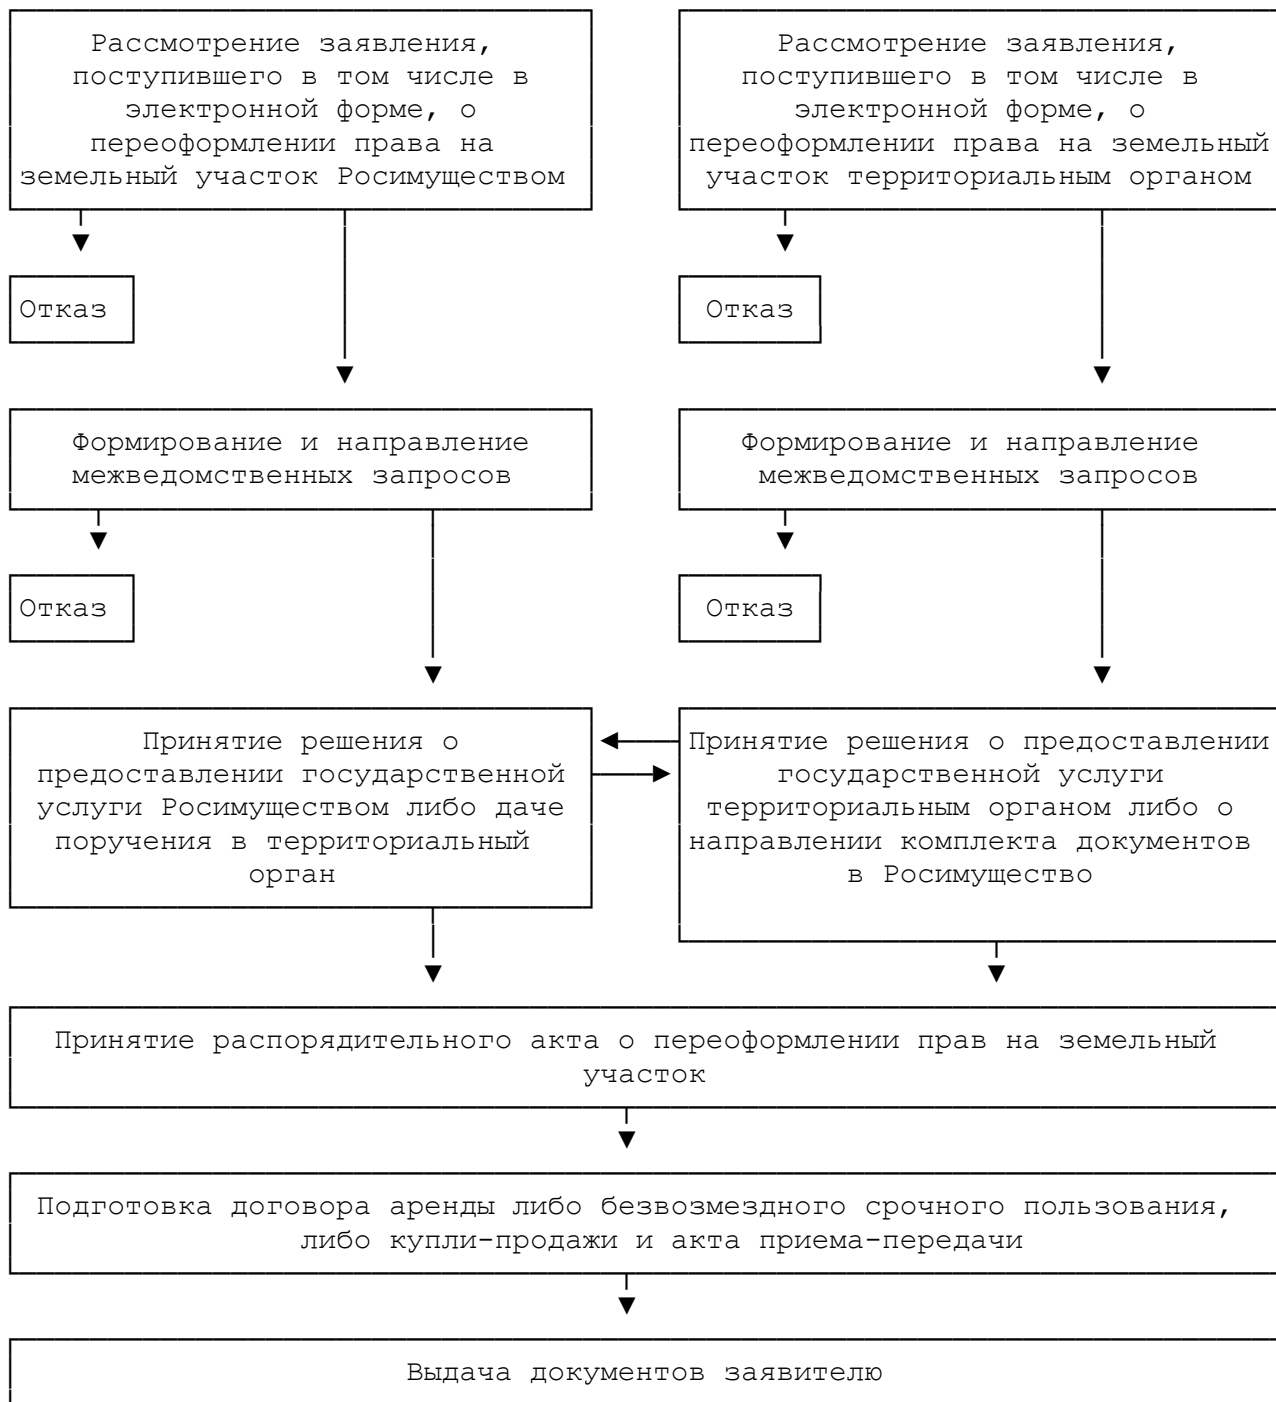 Рассмотрение заявления,
поступившего в том числе в
электронной форме, о
переоформлении права на
земельный участок Росимуществом
Рассмотрение заявления,
поступившего в том числе в
электронной форме, о
переоформлении права на земельный
участок территориальным органом
Отказ
Отказ
Формирование и направление
межведомственных запросов
Формирование и направление
межведомственных запросов
Отказ
Отказ
Принятие решения о
предоставлении государственной
услуги Росимуществом либо даче
поручения в территориальный
орган
Принятие решения о предоставлении
государственной услуги
территориальным органом либо о
направлении комплекта документов
в Росимущество
Принятие распорядительного акта о переоформлении прав на земельный
участок
Подготовка договора аренды либо безвозмездного срочного пользования,
либо купли-продажи и акта приема-передачи
Выдача документов заявителю